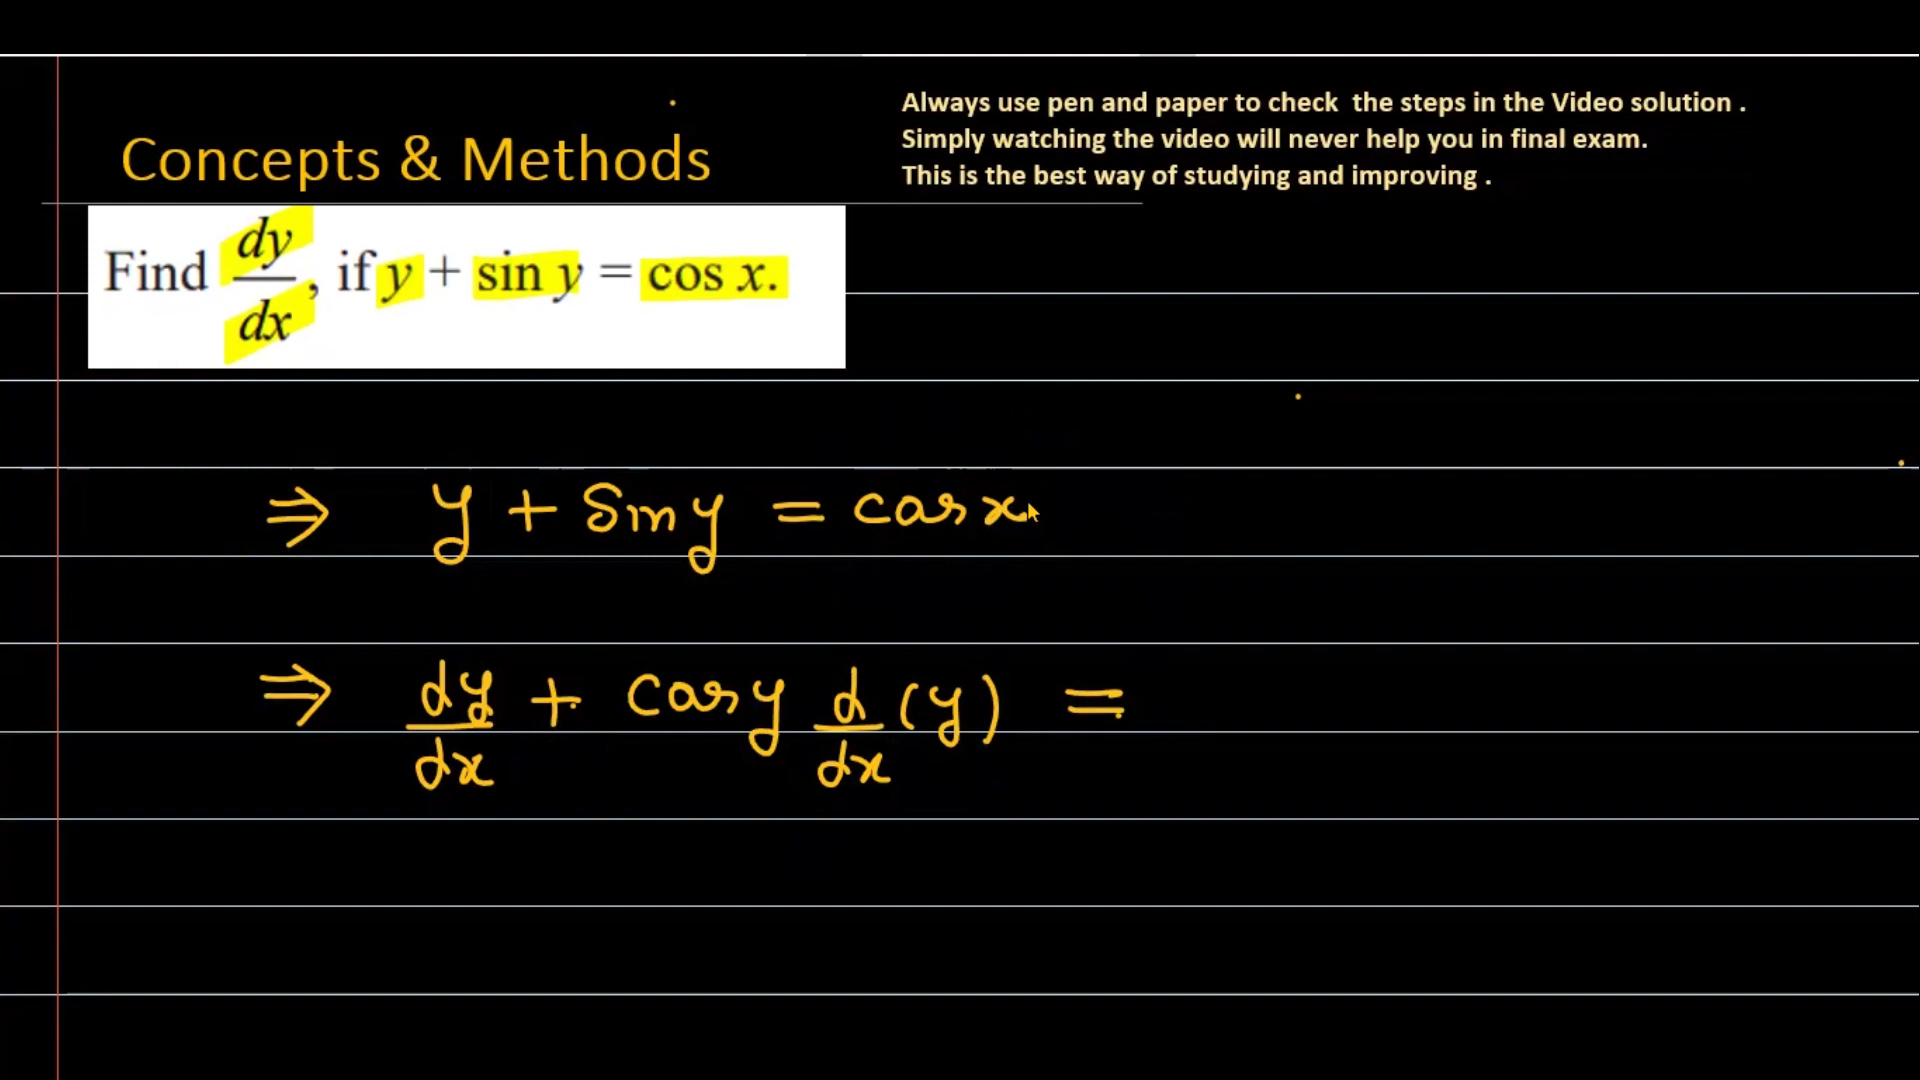 Always use pen and paper to check the steps in the Video solution .
Simply watching the video will never help you in final exam.
This is the best way of studying and improving .
Concepts & Methods
Find dy/dx, if y + sin y = cos x.
⇒ y + Sin y = cos x
⇒ dy/dx + cos y d/dx (y) =